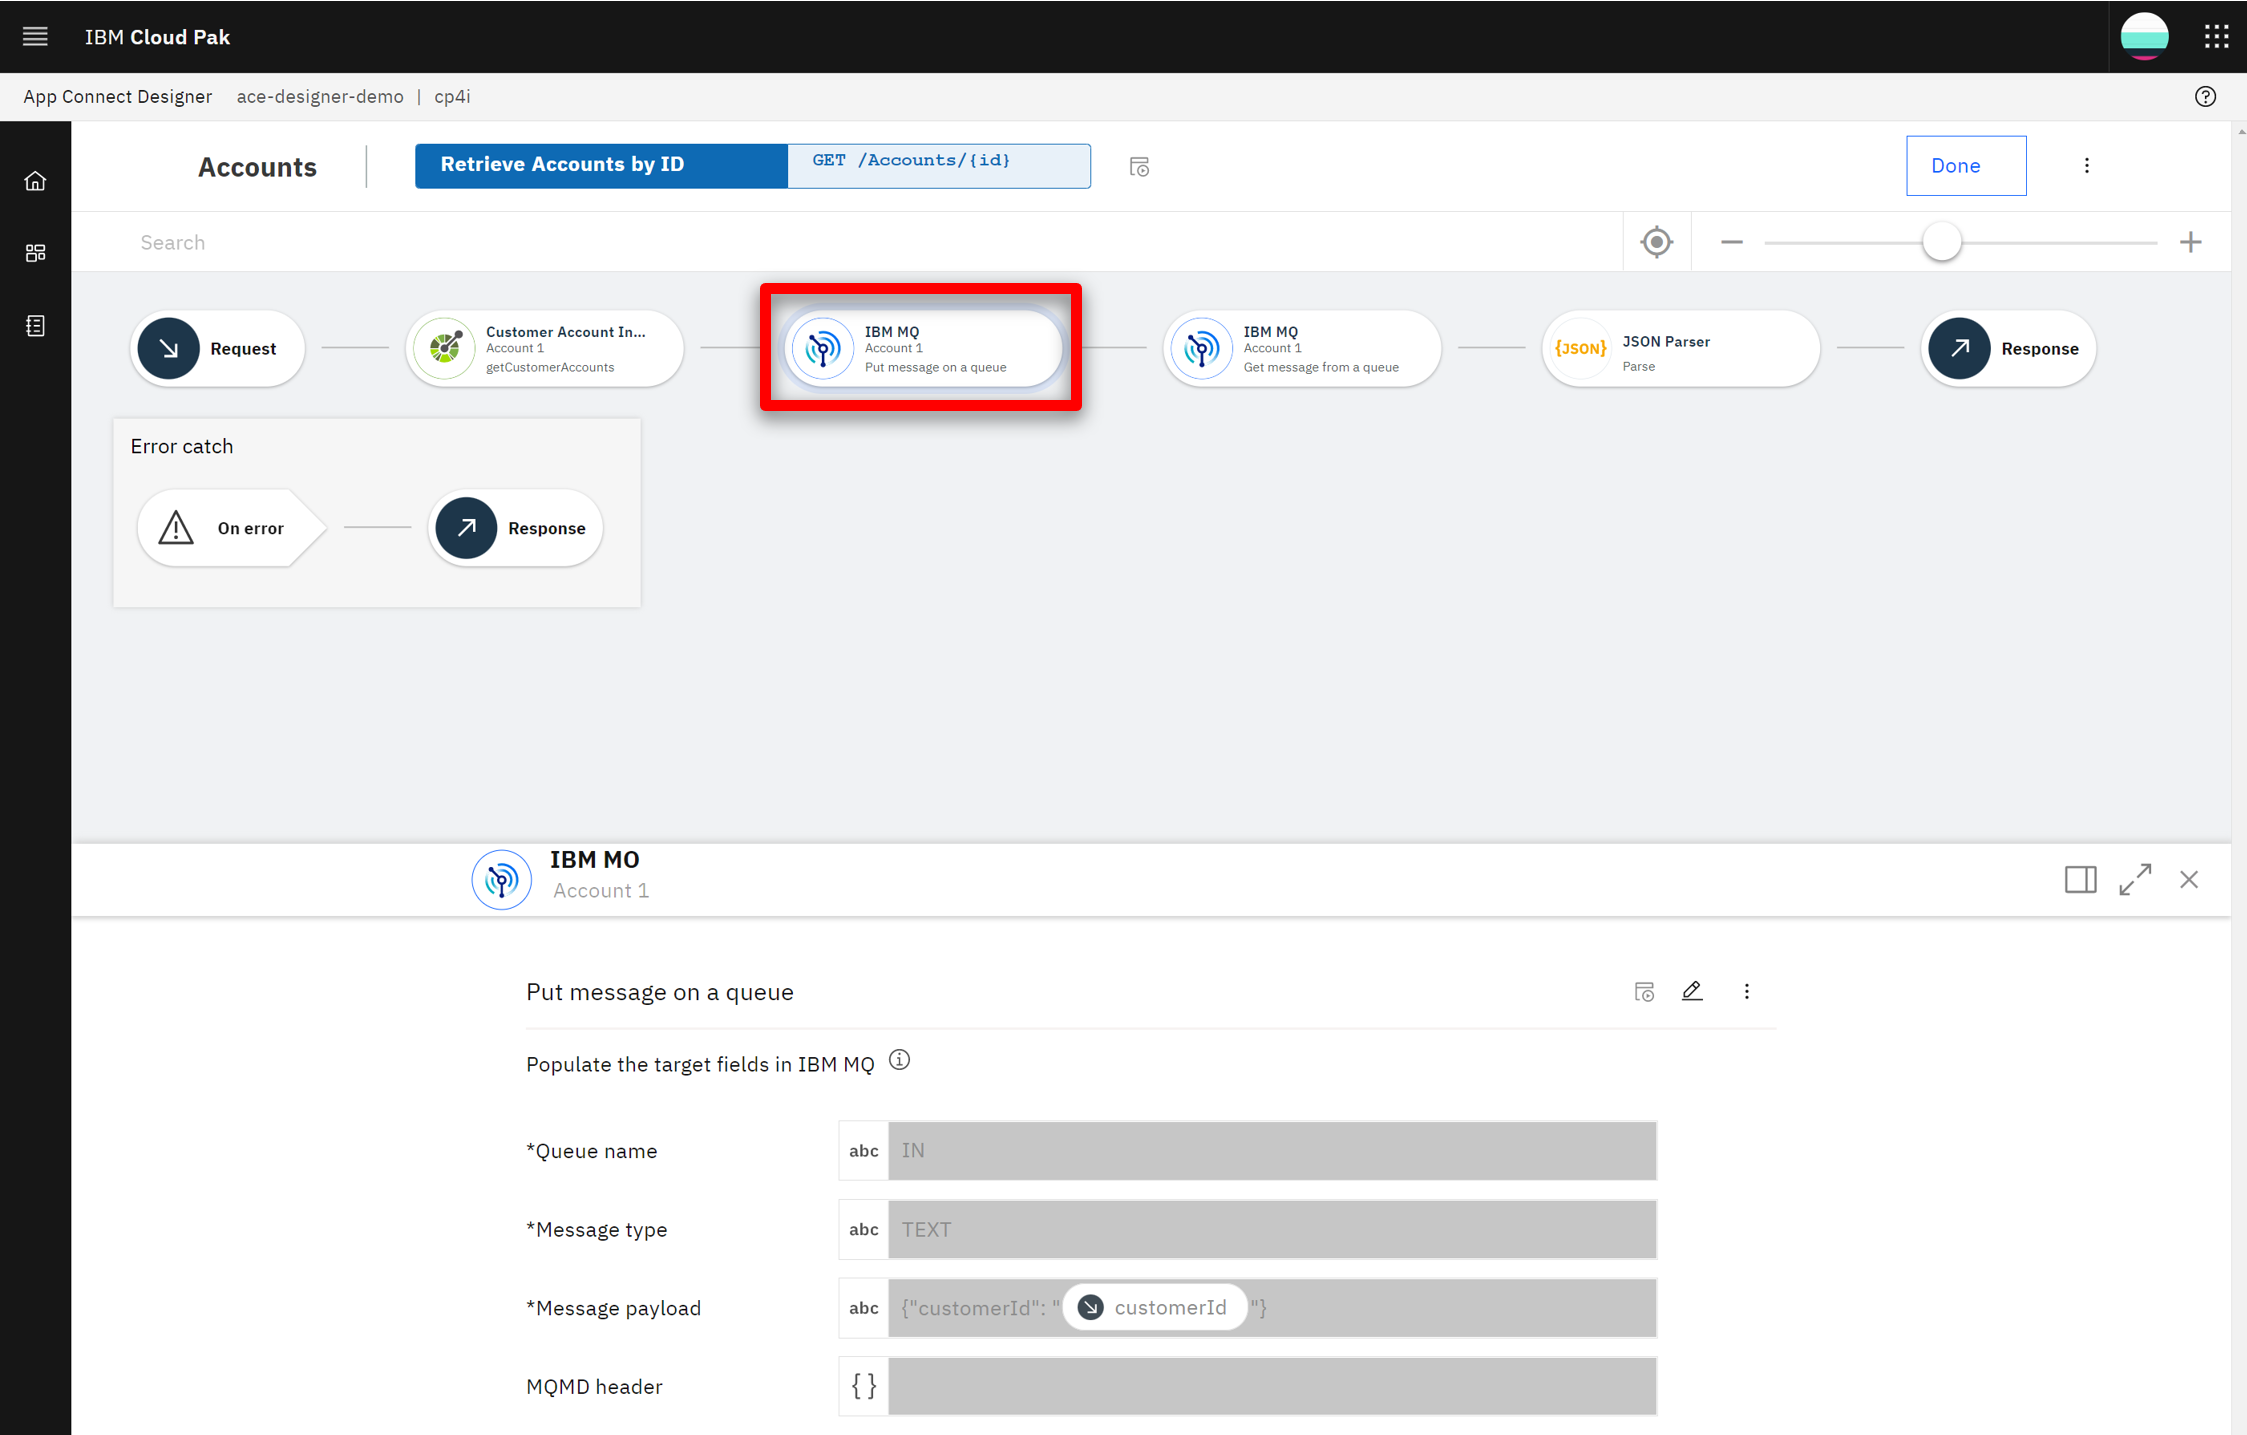 IBM Cloud Pak
App Connect Designer ace-designer-demo | cp4i
Accounts
Retrieve Accounts by ID
GET /Accounts/{id}
Done
Search
Request
Customer Account In...
Account 1
getCustomerAccounts
IBM MQ
Account 1
Put message on a queue
IBM MQ
Account 1
Get message from a queue
{JSON}
JSON Parser
Parse
Response
Error catch
On error
Response
IBM MQ
Account 1
Put message on a queue
Populate the target fields in IBM MQ
*Queue name
abc
IN
*Message type
abc
TEXT
*Message payload
abc
{"customerId": " customerId "}
MQMD header
{ }